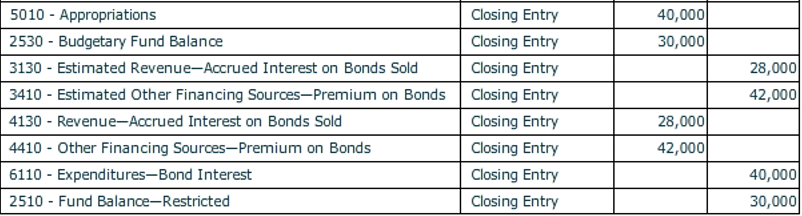 5010 - Appropriations Closing Entry 40,000
2530 - Budgetary Fund Balance Closing Entry 30,000
3130 - Estimated Revenue—Accrued Interest on Bonds Sold Closing Entry 28,000
3410 - Estimated Other Financing Sources—Premium on Bonds Closing Entry 42,000
4130 - Revenue—Accrued Interest on Bonds Sold Closing Entry 28,000
4410 - Other Financing Sources—Premium on Bonds Closing Entry 42,000
6110 - Expenditures—Bond Interest Closing Entry 40,000
2510 - Fund Balance—Restricted Closing Entry 30,000